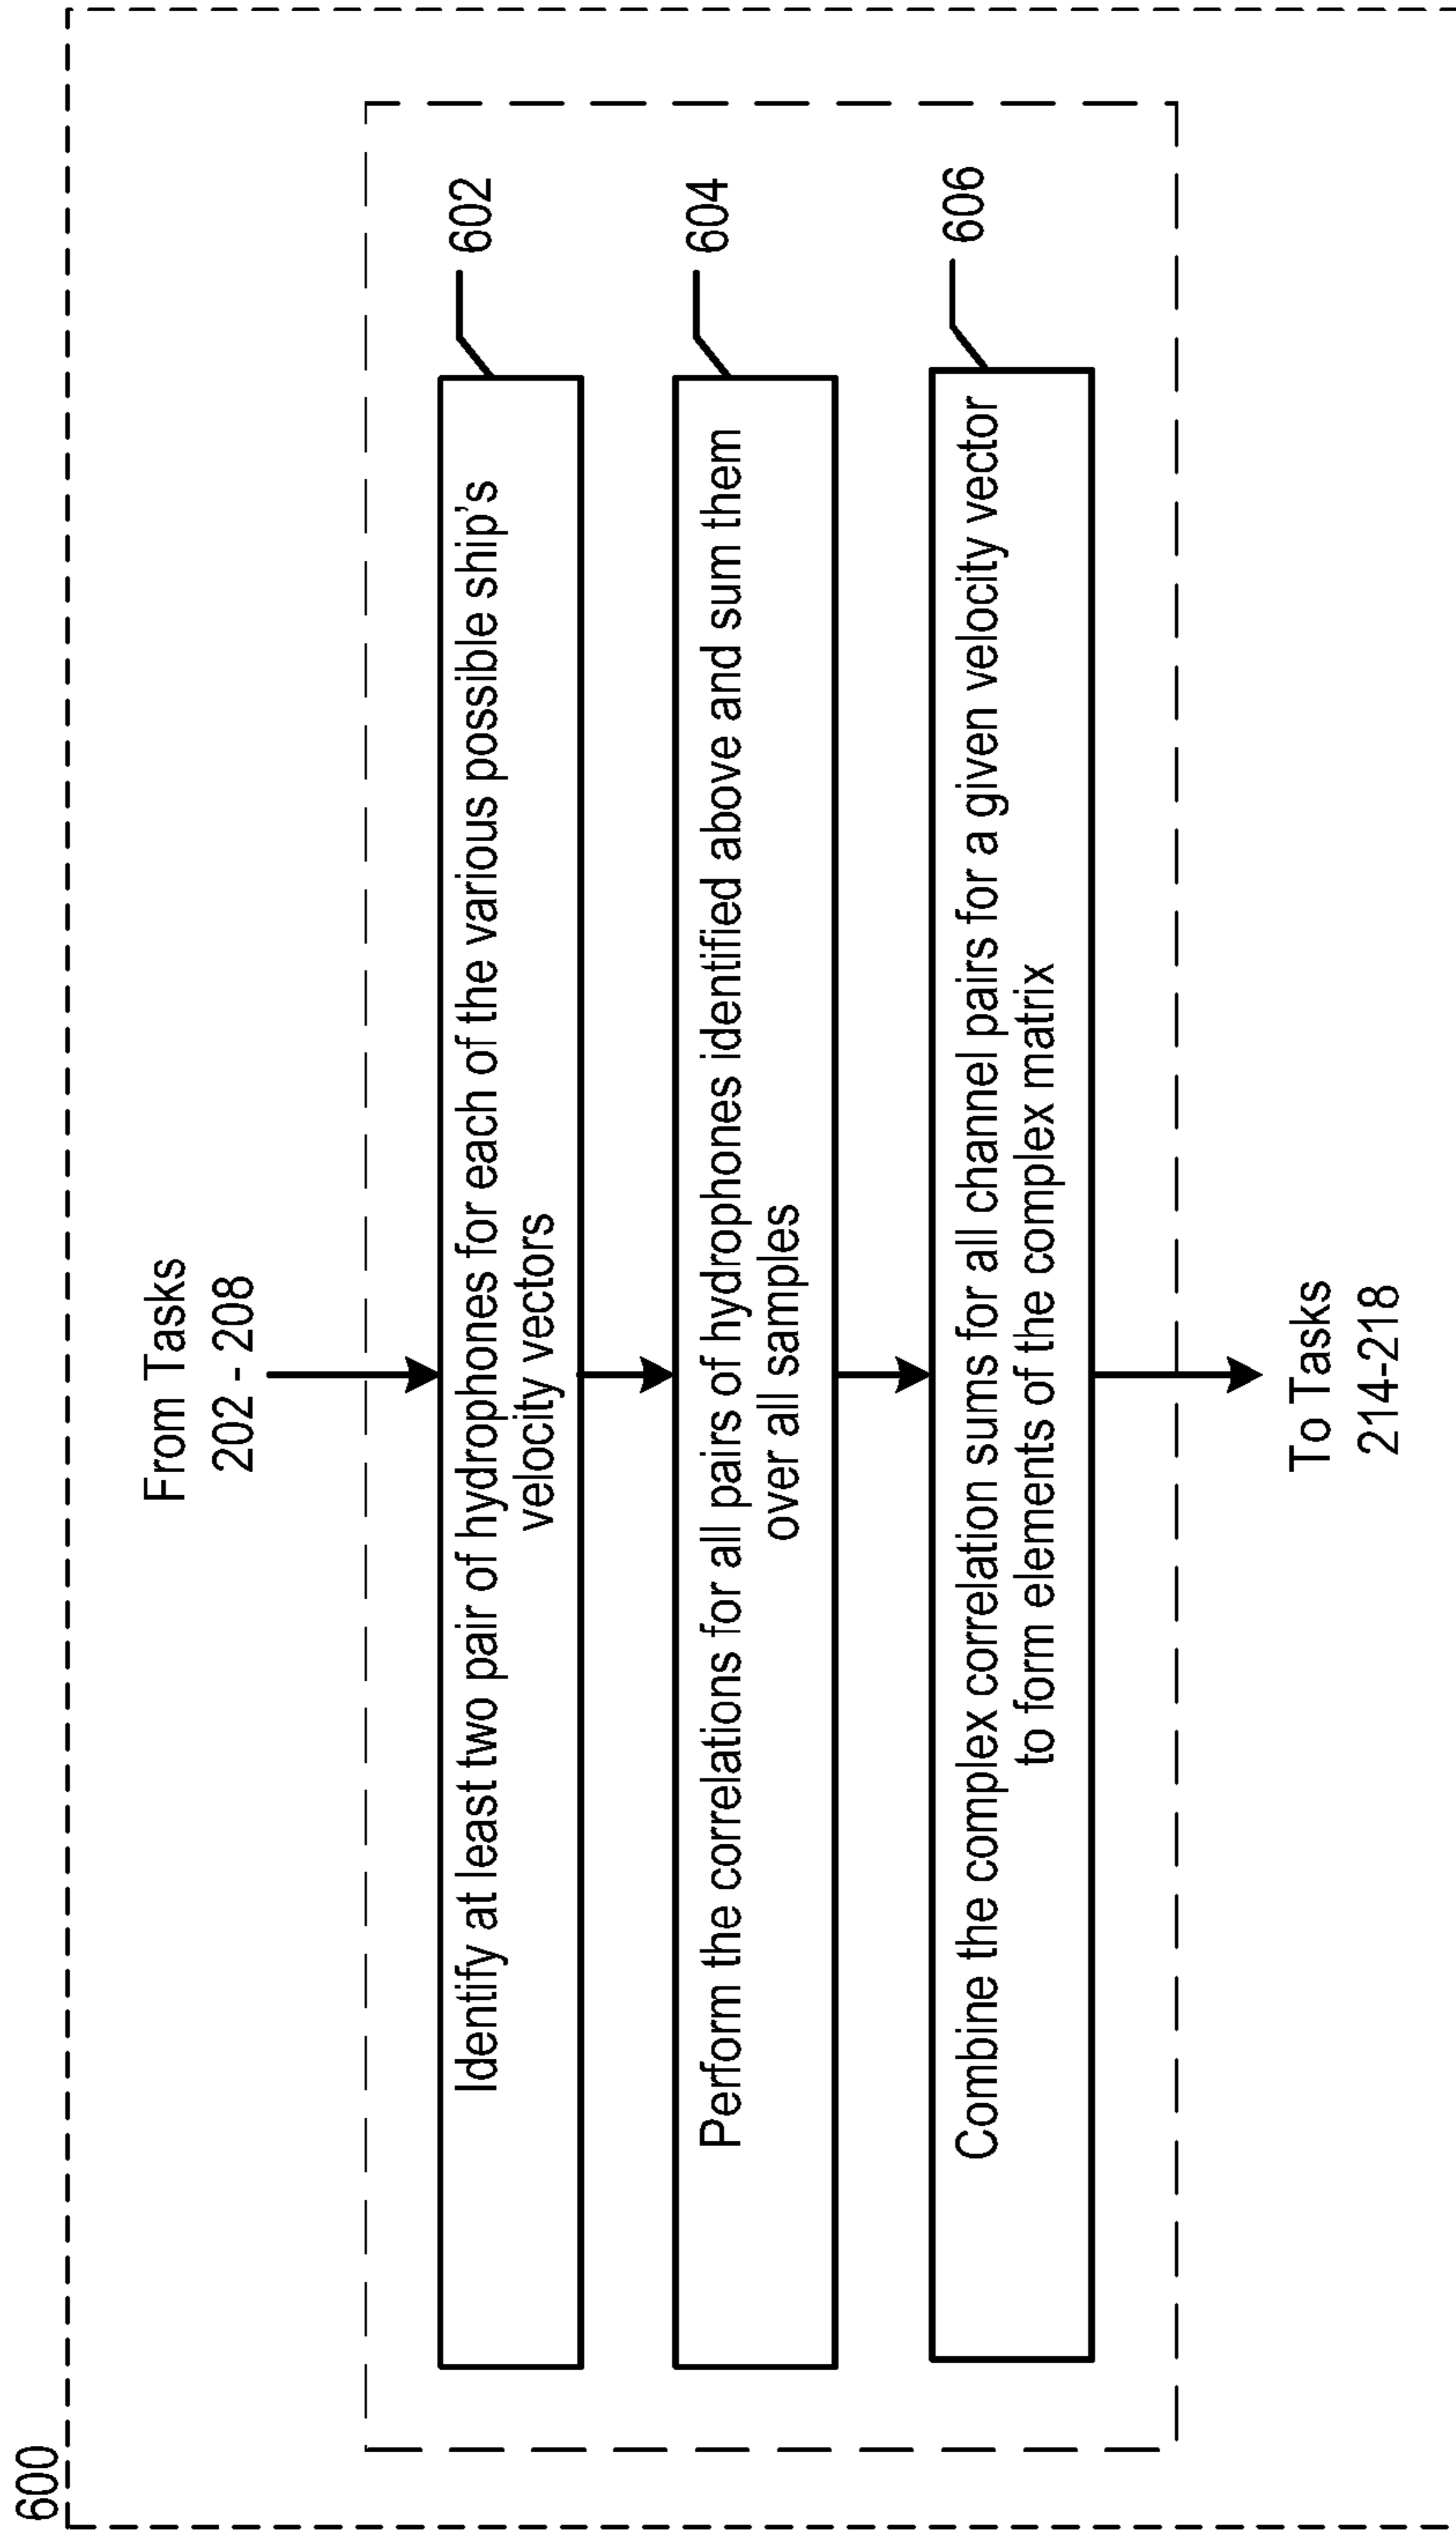 600
From Tasks
202 - 208
Identify at least two pair of hydrophones for each of the various possible ship's
velocity vectors
602
Perform the correlations for all pairs of hydrophones identified above and sum them
over all samples
604
Combine the complex correlation sums for all channel pairs for a given velocity vector
to form elements of the complex matrix
606
To Tasks
214-218